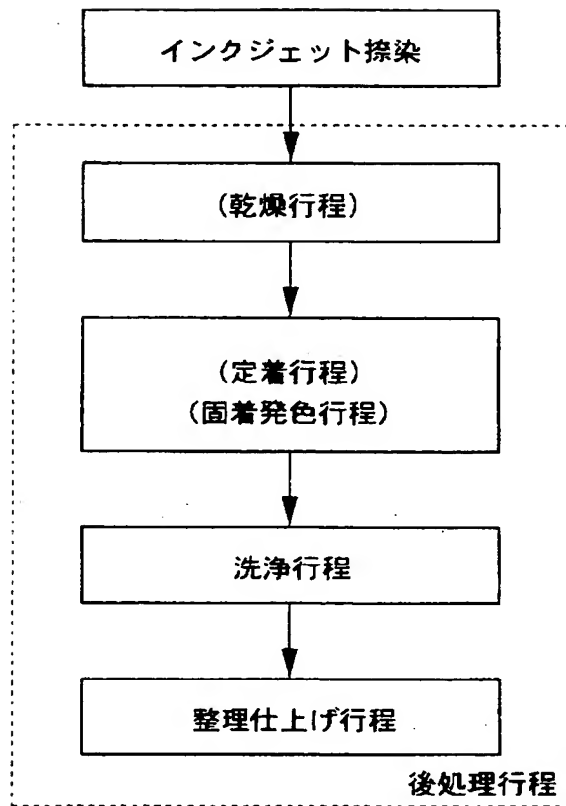 インクジェット捺染
(乾燥行程)
(定着行程)
(固着発色行程)
洗浄行程
整理仕上げ行程
後処理行程